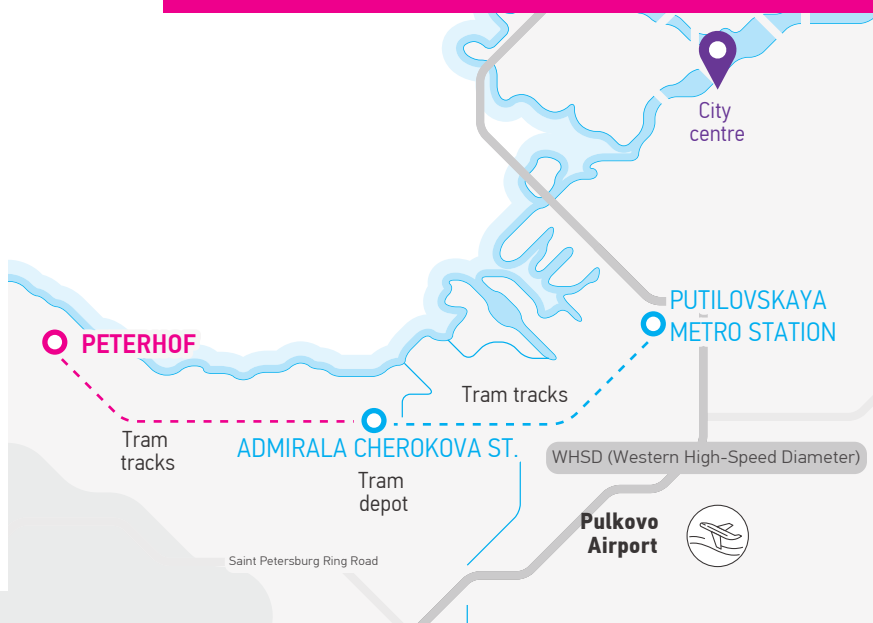 City
centre
PUTILOVSKAYA
METRO STATION
PETERHOF
Tram tracks
Tram
tracks
ADMIRALA CHEROKOVA ST.
WHSD (Western High-Speed Diameter)
Tram
depot
Pulkovo
Airport
Saint Petersburg Ring Road